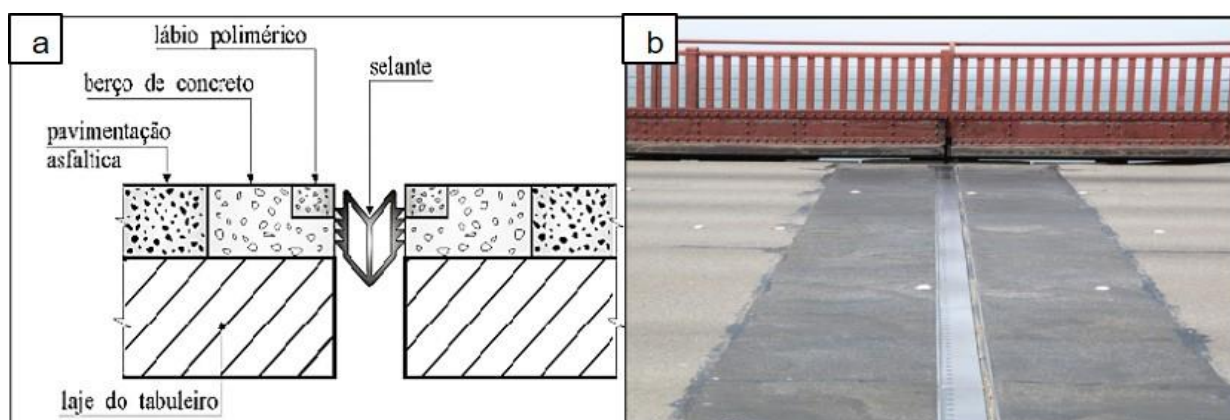 a
lábio polimérico
selante
berço de concreto
pavimentação
asfaltica
laje do tabuleiro
b